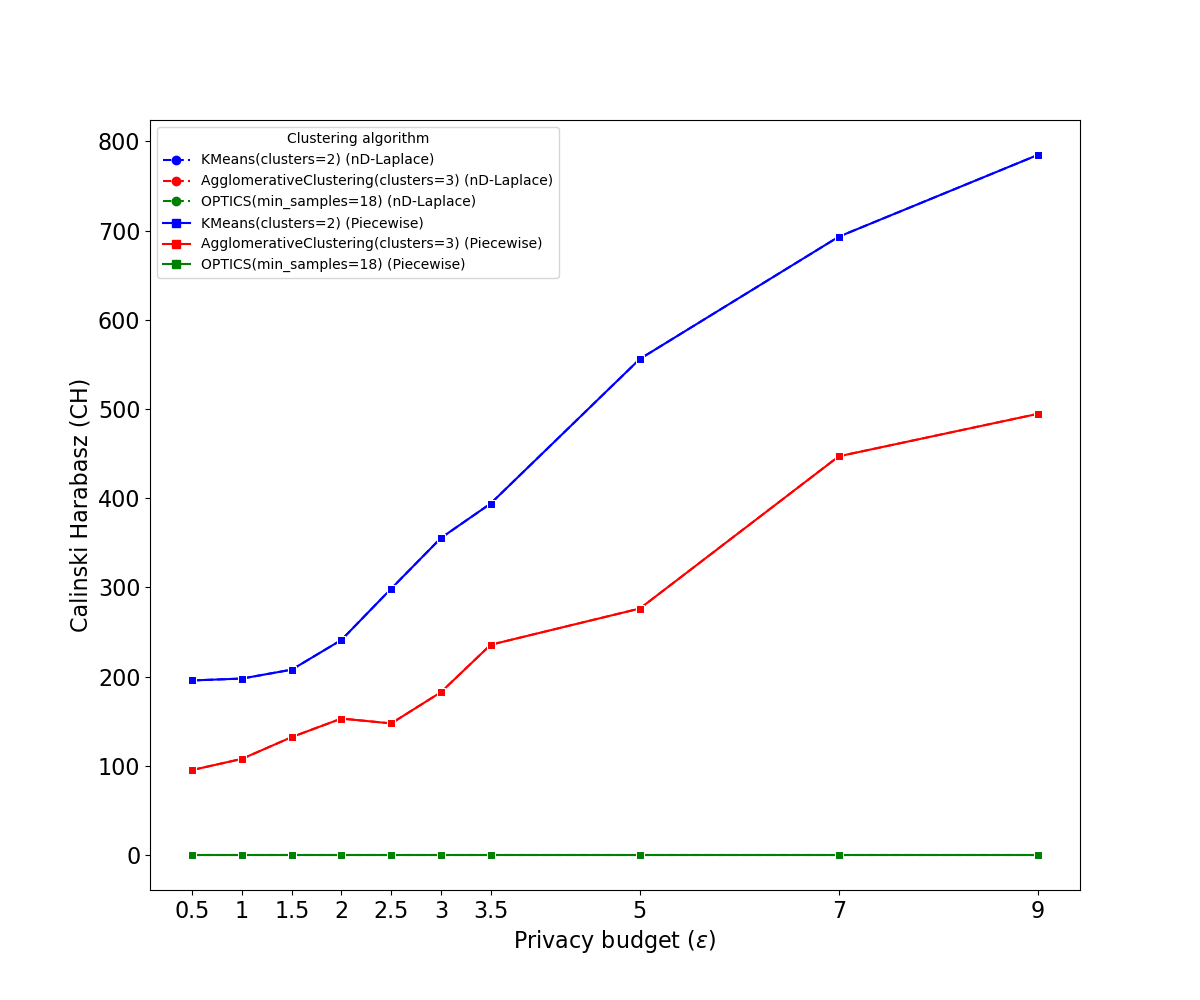 Clustering algorithm
KMeans(clusters=2) (nD-Laplace)
AgglomerativeClustering(clusters=3) (nD-Laplace)
OPTICS(min_samples=18) (nD-Laplace)
KMeans(clusters=2) (Piecewise)
AgglomerativeClustering(clusters=3) (Piecewise)
OPTICS(min_samples=18) (Piecewise)
Calinski Harabasz (CH)
800
700
600
500
400
300
200
100
0
0.5 1 1.5 2 2.5 3 3.5 5 7 9
Privacy budget (ε)